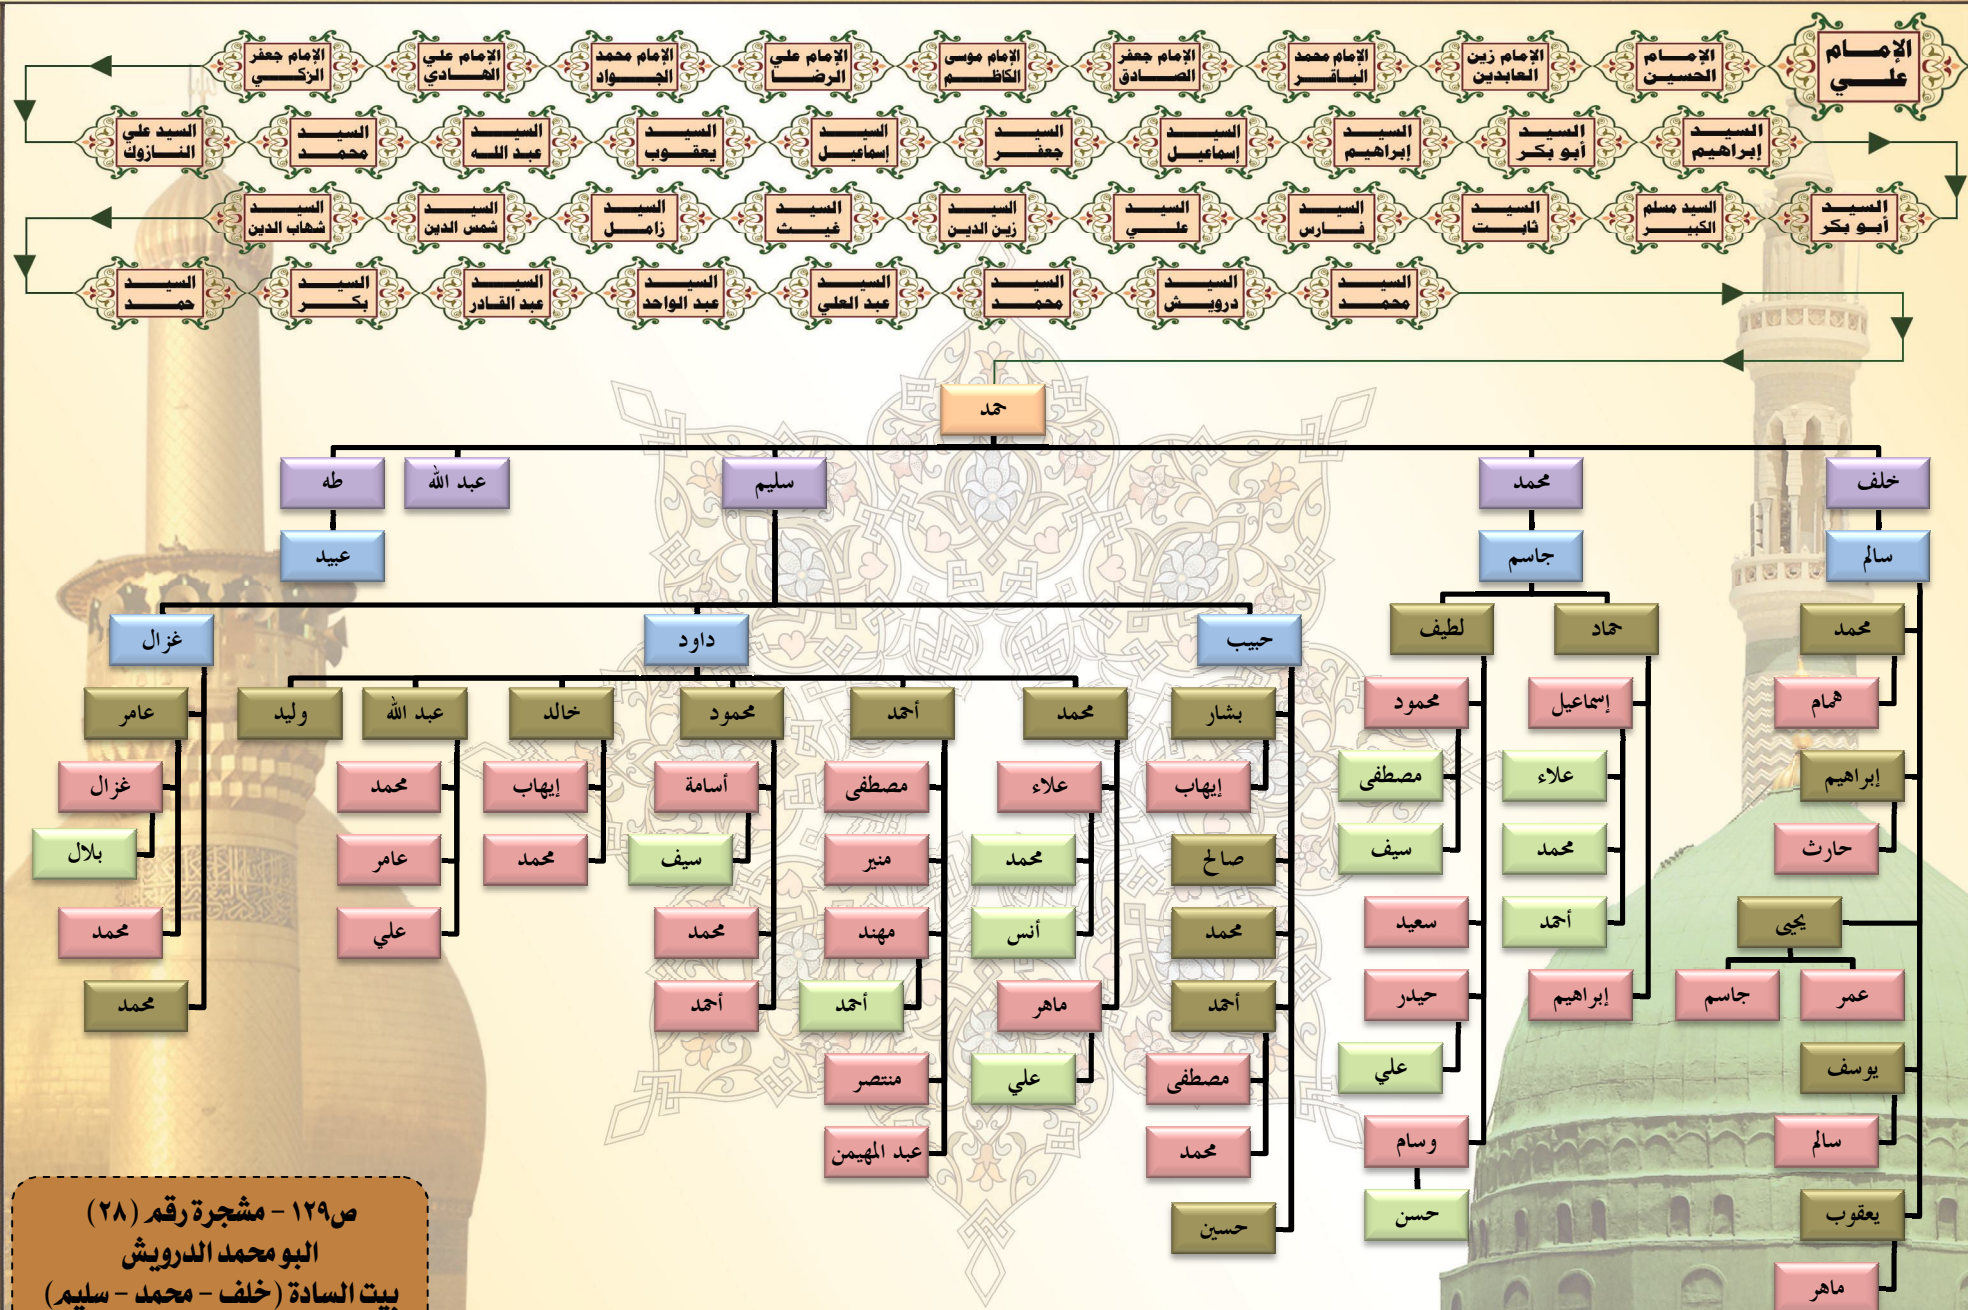 الإمام
علي
الإمام
الحسين
الإمام زين
العابدين
الإمام محمد
الباقر
الإمام جعفر
الصادق
الإمام موسى
الكاظم
الإمام علي
الرضا
الإمام محمد
الجواد
الإمام علي
الهادي
الإمام جعفر
الزكي
السيد علي
النازوك
السيد
محمد
السيد
عبد الله
السيد
يعقوب
السيد
إسماعيل
السيد
جعفر
السيد
إسماعيل
السيد
إبراهيم
السيد
أبو بكر
السيد
إبراهيم
السيد
أبو بكر
السيد مسلم
الكبير
السيد
ثابت
السيد
فارس
السيد
علي
السيد
زين الدين
السيد
غيث
السيد
زامل
السيد
شمس الدين
السيد
شهاب الدين
السيد
حمد
السيد
بكر
السيد
عبد القادر
السيد
عبد الواحد
السيد
عبد العلي
السيد
محمد
السيد
درويش
السيد
محمد
حمد
خلف
محمد
سليم
عبد الله
طه
سالم
جاسم
عبيد
محمد
حماد
لطيف
حبيب
داود
غزال
همام
إسماعيل
محمود
بشار
محمد
أحمد
محمود
خالد
عبد الله
وليد
عامر
إبراهيم
علاء
مصطفى
إيهاب
علاء
مصطفى
أسامة
إيهاب
محمد
غزال
حارث
محمد
سيف
صالح
محمد
منير
سيف
محمد
عامر
بلال
يحيى
أحمد
سعيد
محمد
أنس
مهند
محمد
علي
محمد
عمر
جاسم
إبراهيم
حيدر
أحمد
ماهر
أحمد
أحمد
محمد
يوسف
علي
مصطفى
علي
منتصر
سالم
وسام
محمد
عبد المهيمن
يعقوب
حسن
حسين
ماهر
ص١٢٩ - مشجرة رقم (٢٨)
البو محمد الدرويش
بيت السادة (خلف - محمد - سليم)